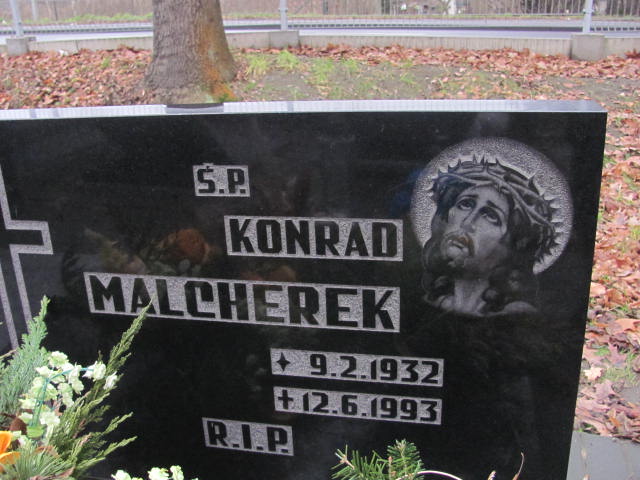 Ś.P.
KONRAD
MALCHEREK
✦ 9.2.1932
✝ 12.6.1993
R.I.P.